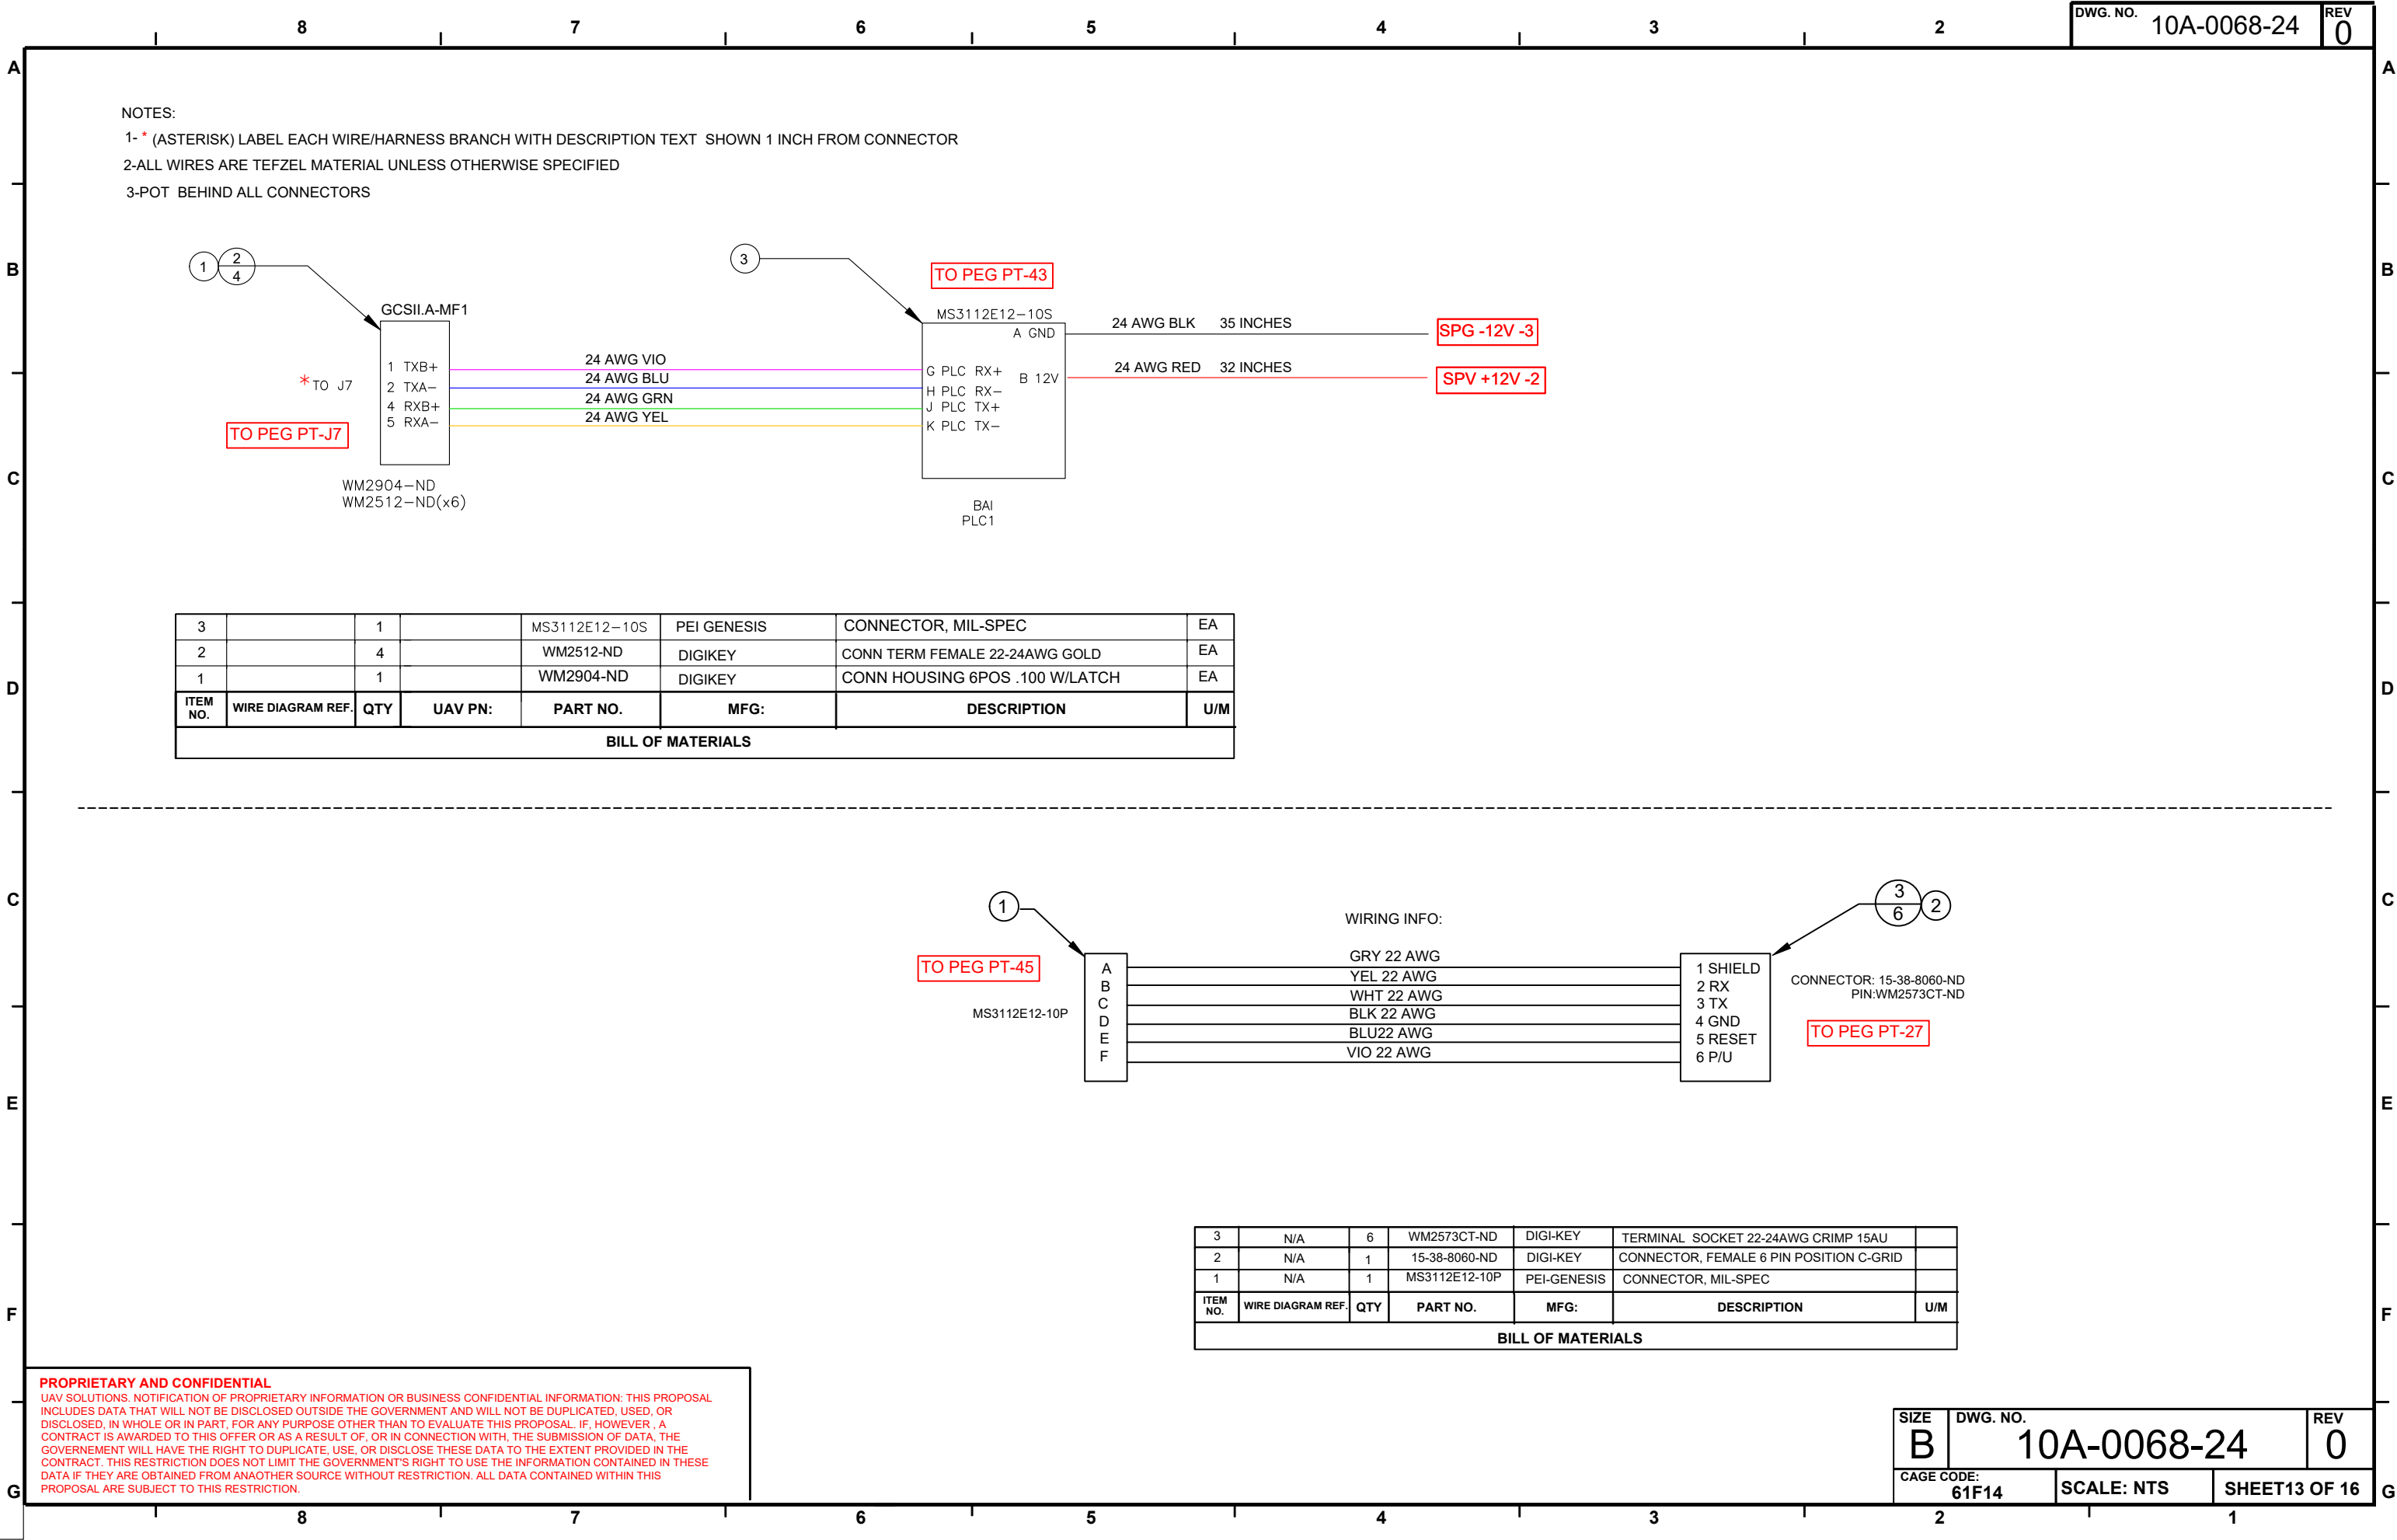 8 7 6 5 4 3 2
DWG. NO. 10A-0068-24 REV 0
A A
NOTES:
1- * (ASTERISK) LABEL EACH WIRE/HARNESS BRANCH WITH DESCRIPTION TEXT SHOWN 1 INCH FROM CONNECTOR
2-ALL WIRES ARE TEFZEL MATERIAL UNLESS OTHERWISE SPECIFIED
3-POT BEHIND ALL CONNECTORS
B B
1 2 4
3
TO PEG PT-43
GCSII.A-MF1
MS3112E12-10S
A GND
24 AWG BLK 35 INCHES
SPG -12V -3
1 TXB+ 24 AWG VIO G PLC RX+
B 12V 24 AWG RED 32 INCHES
SPV +12V -2
* TO J7
2 TXA- 24 AWG BLU H PLC RX-
4 RXB+ 24 AWG GRN J PLC TX+
5 RXA- 24 AWG YEL K PLC TX-
TO PEG PT-J7
C C
WM2904-ND
WM2512-ND(x6)
BAI
PLC1
3 1 MS3112E12-10S PEI GENESIS CONNECTOR, MIL-SPEC EA
2 4 WM2512-ND DIGIKEY CONN TERM FEMALE 22-24AWG GOLD EA
1 1 WM2904-ND DIGIKEY CONN HOUSING 6POS .100 W/LATCH EA
ITEM NO. WIRE DIAGRAM REF. QTY UAV PN: PART NO. MFG: DESCRIPTION U/M
BILL OF MATERIALS
D D
C C
1
3 6 2
WIRING INFO:
TO PEG PT-45
MS3112E12-10P
A GRY 22 AWG 1 SHIELD
B YEL 22 AWG 2 RX
C WHT 22 AWG 3 TX
D BLK 22 AWG 4 GND
E BLU22 AWG 5 RESET
F VIO 22 AWG 6 P/U
CONNECTOR: 15-38-8060-ND
PIN:WM2573CT-ND
TO PEG PT-27
E E
3 N/A 6 WM2573CT-ND DIGI-KEY TERMINAL SOCKET 22-24AWG CRIMP 15AU
2 N/A 1 15-38-8060-ND DIGI-KEY CONNECTOR, FEMALE 6 PIN POSITION C-GRID
1 N/A 1 MS3112E12-10P PEI-GENESIS CONNECTOR, MIL-SPEC
ITEM NO. WIRE DIAGRAM REF. QTY PART NO. MFG: DESCRIPTION U/M
BILL OF MATERIALS
F F
PROPRIETARY AND CONFIDENTIAL
UAV SOLUTIONS. NOTIFICATION OF PROPRIETARY INFORMATION OR BUSINESS CONFIDENTIAL INFORMATION: THIS PROPOSAL
INCLUDES DATA THAT WILL NOT BE DISCLOSED OUTSIDE THE GOVERNMENT AND WILL NOT BE DUPLICATED, USED, OR
DISCLOSED, IN WHOLE OR IN PART, FOR ANY PURPOSE OTHER THAN TO EVALUATE THIS PROPOSAL. IF, HOWEVER , A
CONTRACT IS AWARDED TO THIS OFFER OR AS A RESULT OF, OR IN CONNECTION WITH, THE SUBMISSION OF DATA, THE
GOVERNEMENT WILL HAVE THE RIGHT TO DUPLICATE, USE, OR DISCLOSE THESE DATA TO THE EXTENT PROVIDED IN THE
CONTRACT. THIS RESTRICTION DOES NOT LIMIT THE GOVERNMENT'S RIGHT TO USE THE INFORMATION CONTAINED IN THESE
DATA IF THEY ARE OBTAINED FROM ANAOTHER SOURCE WITHOUT RESTRICTION. ALL DATA CONTAINED WITHIN THIS
PROPOSAL ARE SUBJECT TO THIS RESTRICTION.
SIZE B DWG. NO. 10A-0068-24 REV 0
CAGE CODE: 61F14 SCALE: NTS SHEET13 OF 16
G G
8 7 6 5 4 3 2 1